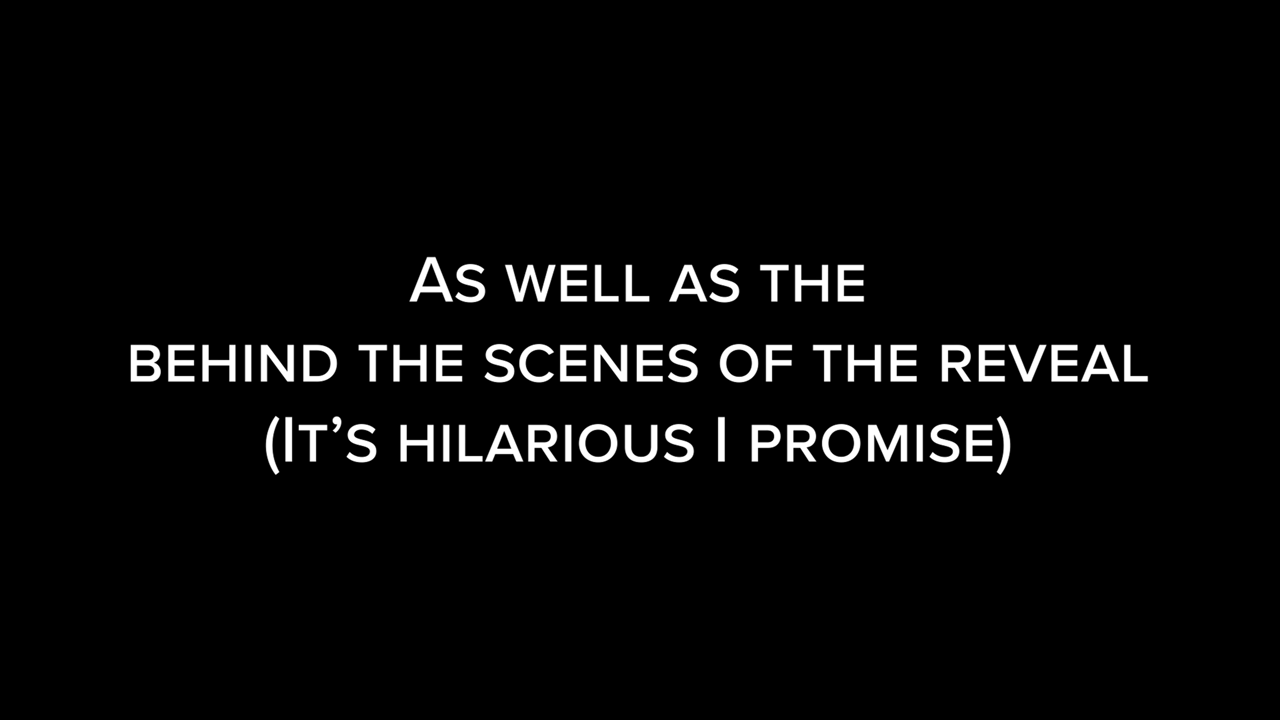 As well as the
behind the scenes of the reveal
(It’s hilarious I promise)